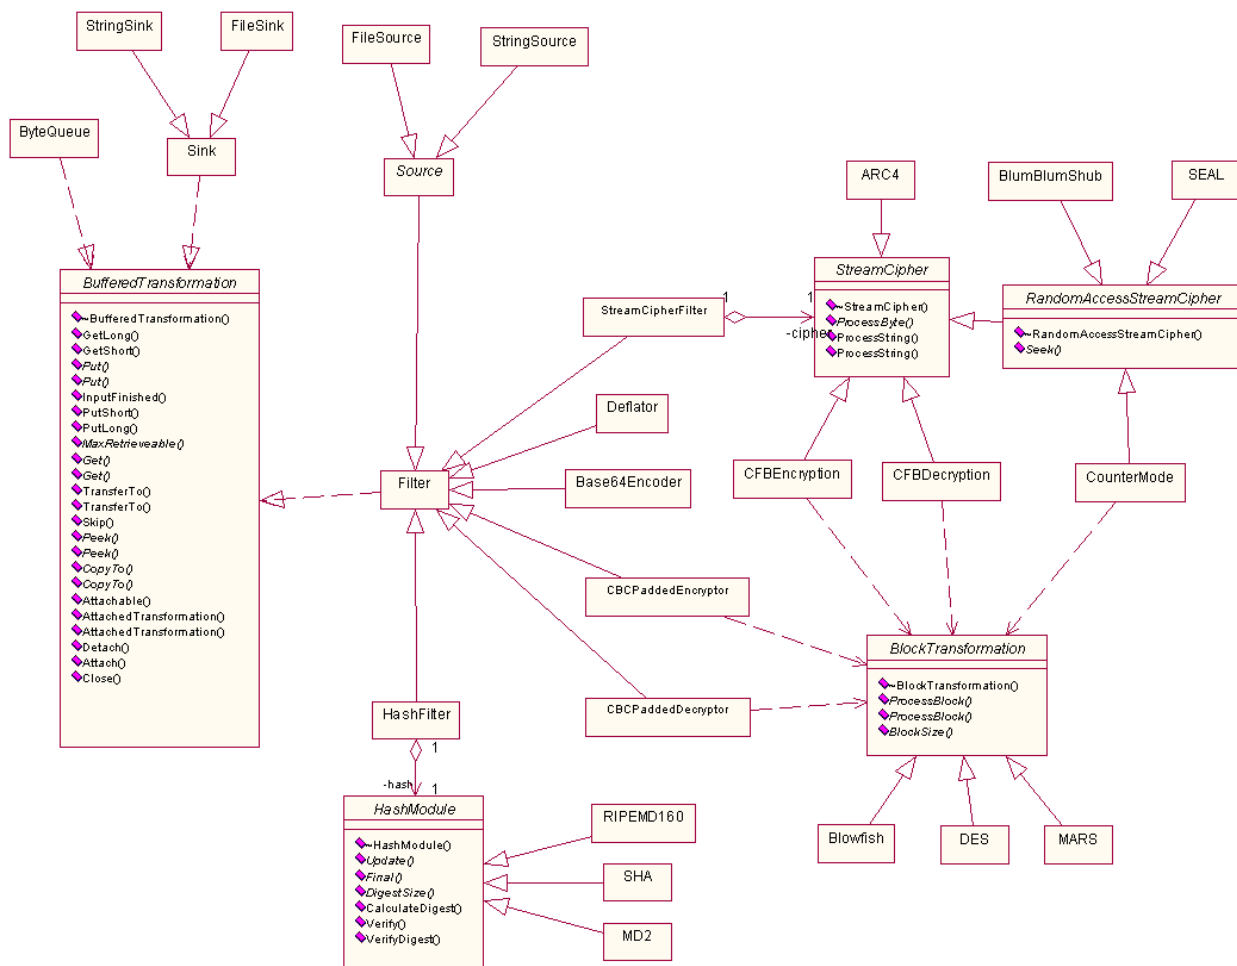 StringSink
FileSink
FileSource
StringSource
ByteQueue
Sink
Source
ARC4
BlumBlumShub
SEAL
BufferedTransformation
~BufferedTransformation()
GetLong()
GetShort()
Put()
Put()
InputFinished()
PutShort()
PutLong()
MaxRetrieveable()
Get()
Get()
TransferTo()
TransferTo()
Skip()
Peek()
Peek()
CopyTo()
CopyTo()
Attachable()
AttachedTransformation()
AttachedTransformation()
Detach()
Attach()
Close()
StreamCipherFilter
1
1
-cipher
StreamCipher
~StreamCipher()
ProcessByte()
ProcessString()
ProcessString()
RandomAccessStreamCipher
~RandomAccessStreamCipher()
Seek()
Deflator
Filter
Base64Encoder
CFBEncryption
CFBDecryption
CounterMode
CBCPaddedEncryptor
CBCPaddedDecryptor
BlockTransformation
~BlockTransformation()
ProcessBlock()
ProcessBlock()
BlockSize()
HashFilter
1
-hash
1
HashModule
~HashModule()
Update()
Final()
DigestSize()
CalculateDigest()
Verify()
VerifyDigest()
RIPEMD160
SHA
MD2
Blowfish
DES
MARS